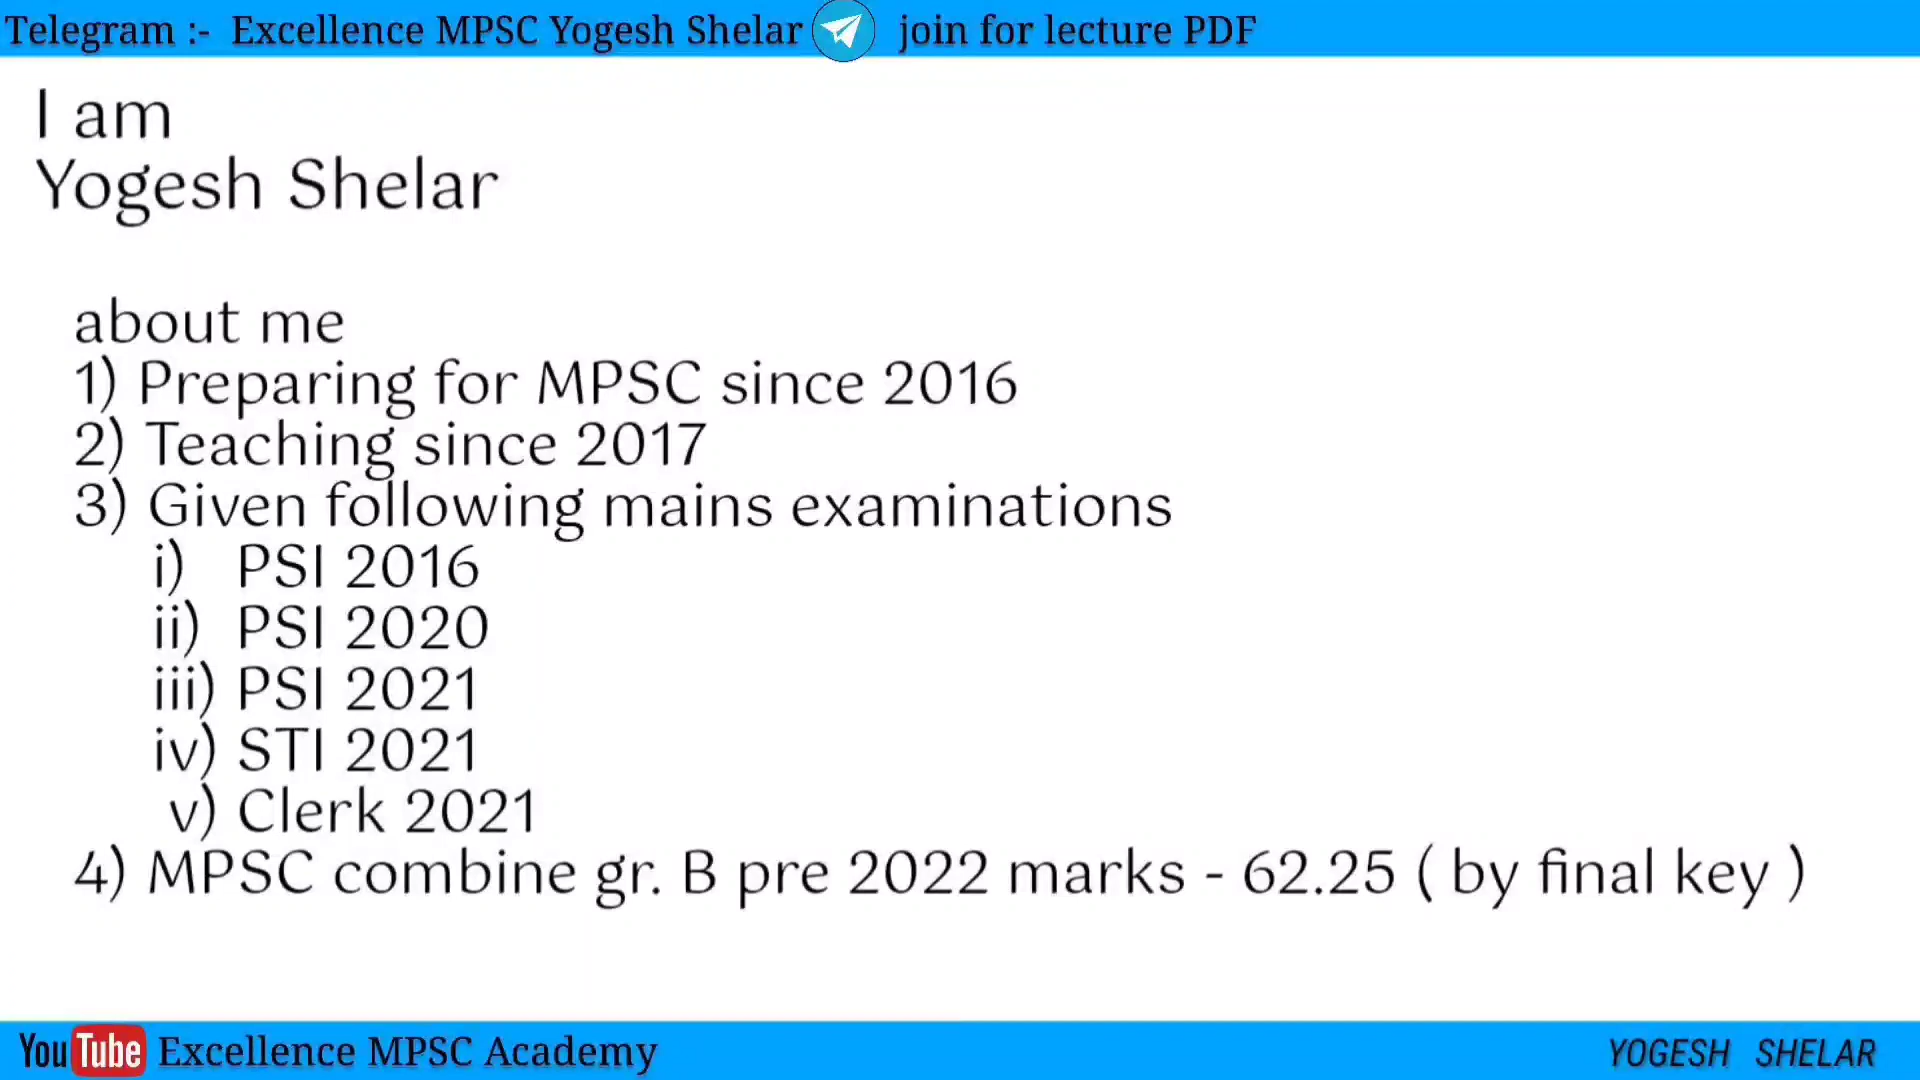 Telegram :- Excellence MPSC Yogesh Shelar join for lecture PDF
I am
Yogesh Shelar
about me
1) Preparing for MPSC since 2016
2) Teaching since 2017
3) Given following mains examinations
i) PSI 2016
ii) PSI 2020
iii) PSI 2021
iv) STI 2021
v) Clerk 2021
4) MPSC combine gr. B pre 2022 marks - 62.25 ( by final key )
YouTube Excellence MPSC Academy
YOGESH SHELAR